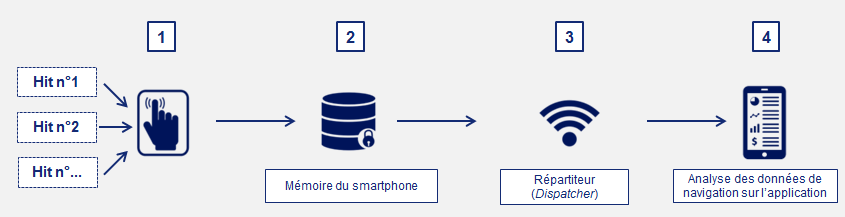 1
2
3
4
Hit n°1
Hit n°2
Hit n°...
Mémoire du smartphone
Répartiteur
(Dispatcher)
Analyse des données de
navigation sur l'application